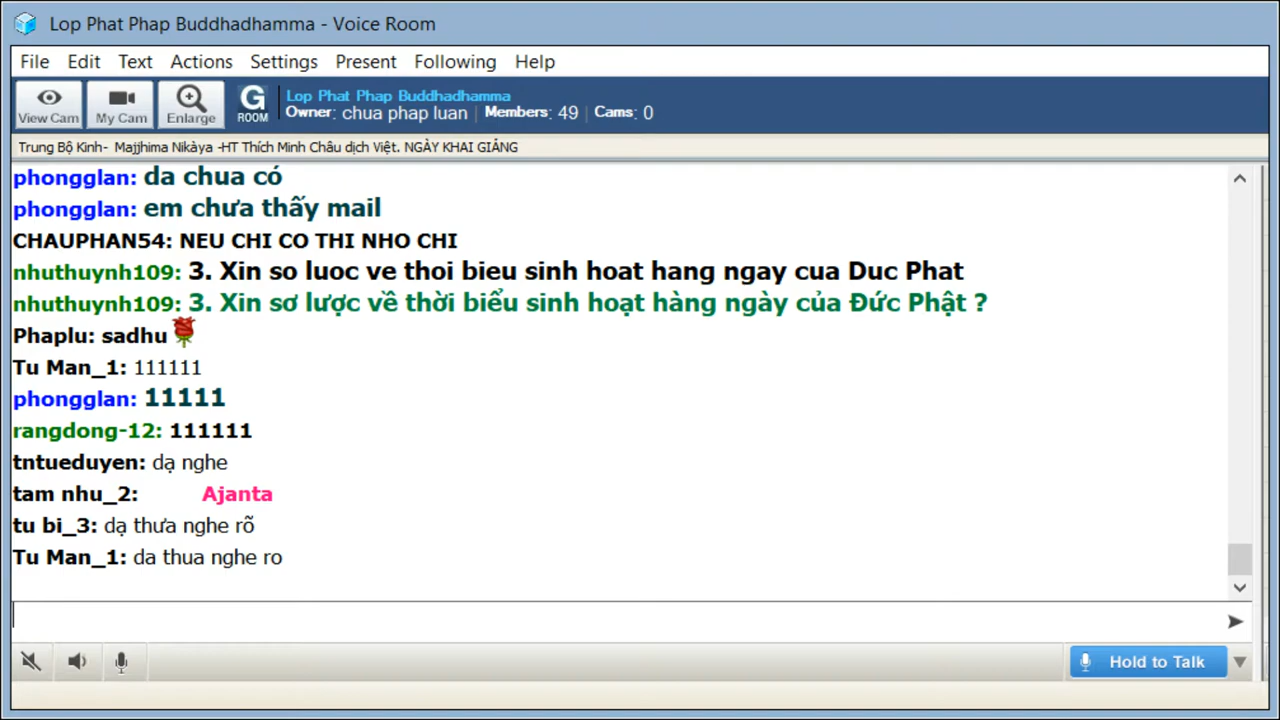 Lop Phat Phap Buddhadhamma - Voice Room
File Edit Text Actions Settings Present Following Help
View Cam My Cam Enlarge G ROOM
Lop Phat Phap Buddhadhamma
Owner: chua phap luan | Members: 49 | Cams: 0
Trung Bộ Kinh- Majjhima Nikàya -HT Thích Minh Châu dịch Việt. NGÀY KHAI GIẢNG
phongglan: da chua có
phongglan: em chưa thấy mail
CHAUPHAN54: NEU CHI CO THI NHO CHI
nhuthuynh109: 3. Xin so luoc ve thoi bieu sinh hoat hang ngay cua Duc Phat
nhuthuynh109: 3. Xin sơ lược về thời biểu sinh hoạt hàng ngày của Đức Phật ?
Phaplu: sadhu
Tu Man_1: 111111
phongglan: 11111
rangdong-12: 111111
tntueduyen: dạ nghe
tam nhu_2: Ajanta
tu bi_3: dạ thưa nghe rõ
Tu Man_1: da thua nghe ro
Hold to Talk